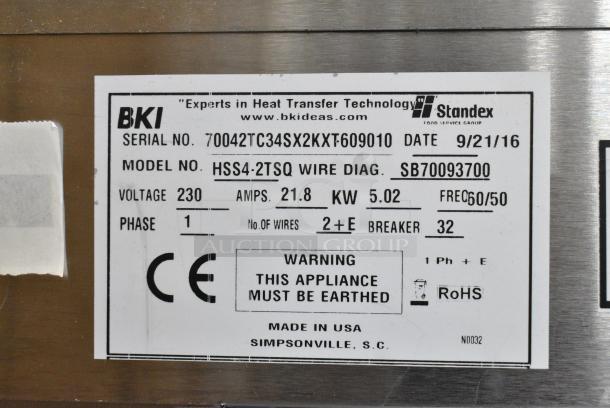 BKI "Experts in Heat Transfer Technology" Standex
www.bkideas.com FOOD SERVICE GROUP
SERIAL NO. 70042TC34SX2KXT-609010 DATE 9/21/16
MODEL NO. HSS4-2TSQ WIRE DIAG. SB70093700
VOLTAGE 230 AMPS. 21.8 KW 5.02 FREQ 60/50
PHASE 1 No.OF WIRES 2+E BREAKER 32
AUCTION GROUP
CE WARNING 1 Ph + E
THIS APPLIANCE
MUST BE EARTHED RoHS
MADE IN USA
SIMPSONVILLE, S.C. N0032